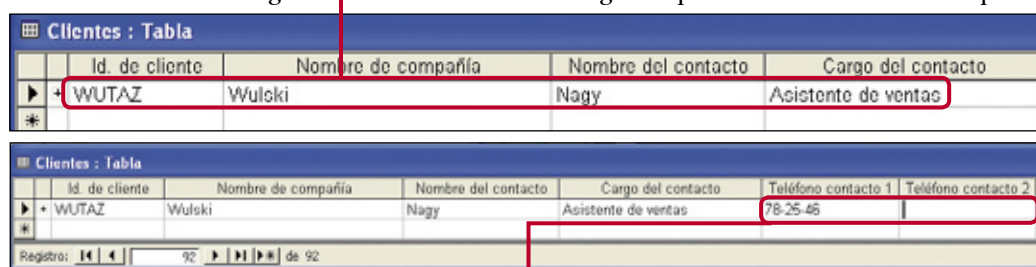 Clientes : Tabla
Id. de cliente Nombre de compañía Nombre del contacto Cargo del contacto
+ WUTAZ Wulski Nagy Asistente de ventas
Clientes : Tabla
Id. de cliente Nombre de compañía Nombre del contacto Cargo del contacto Teléfono contacto 1 Teléfono contacto 2
+ WUTAZ Wulski Nagy Asistente de ventas 78-25-46
Registro: 92 de 92